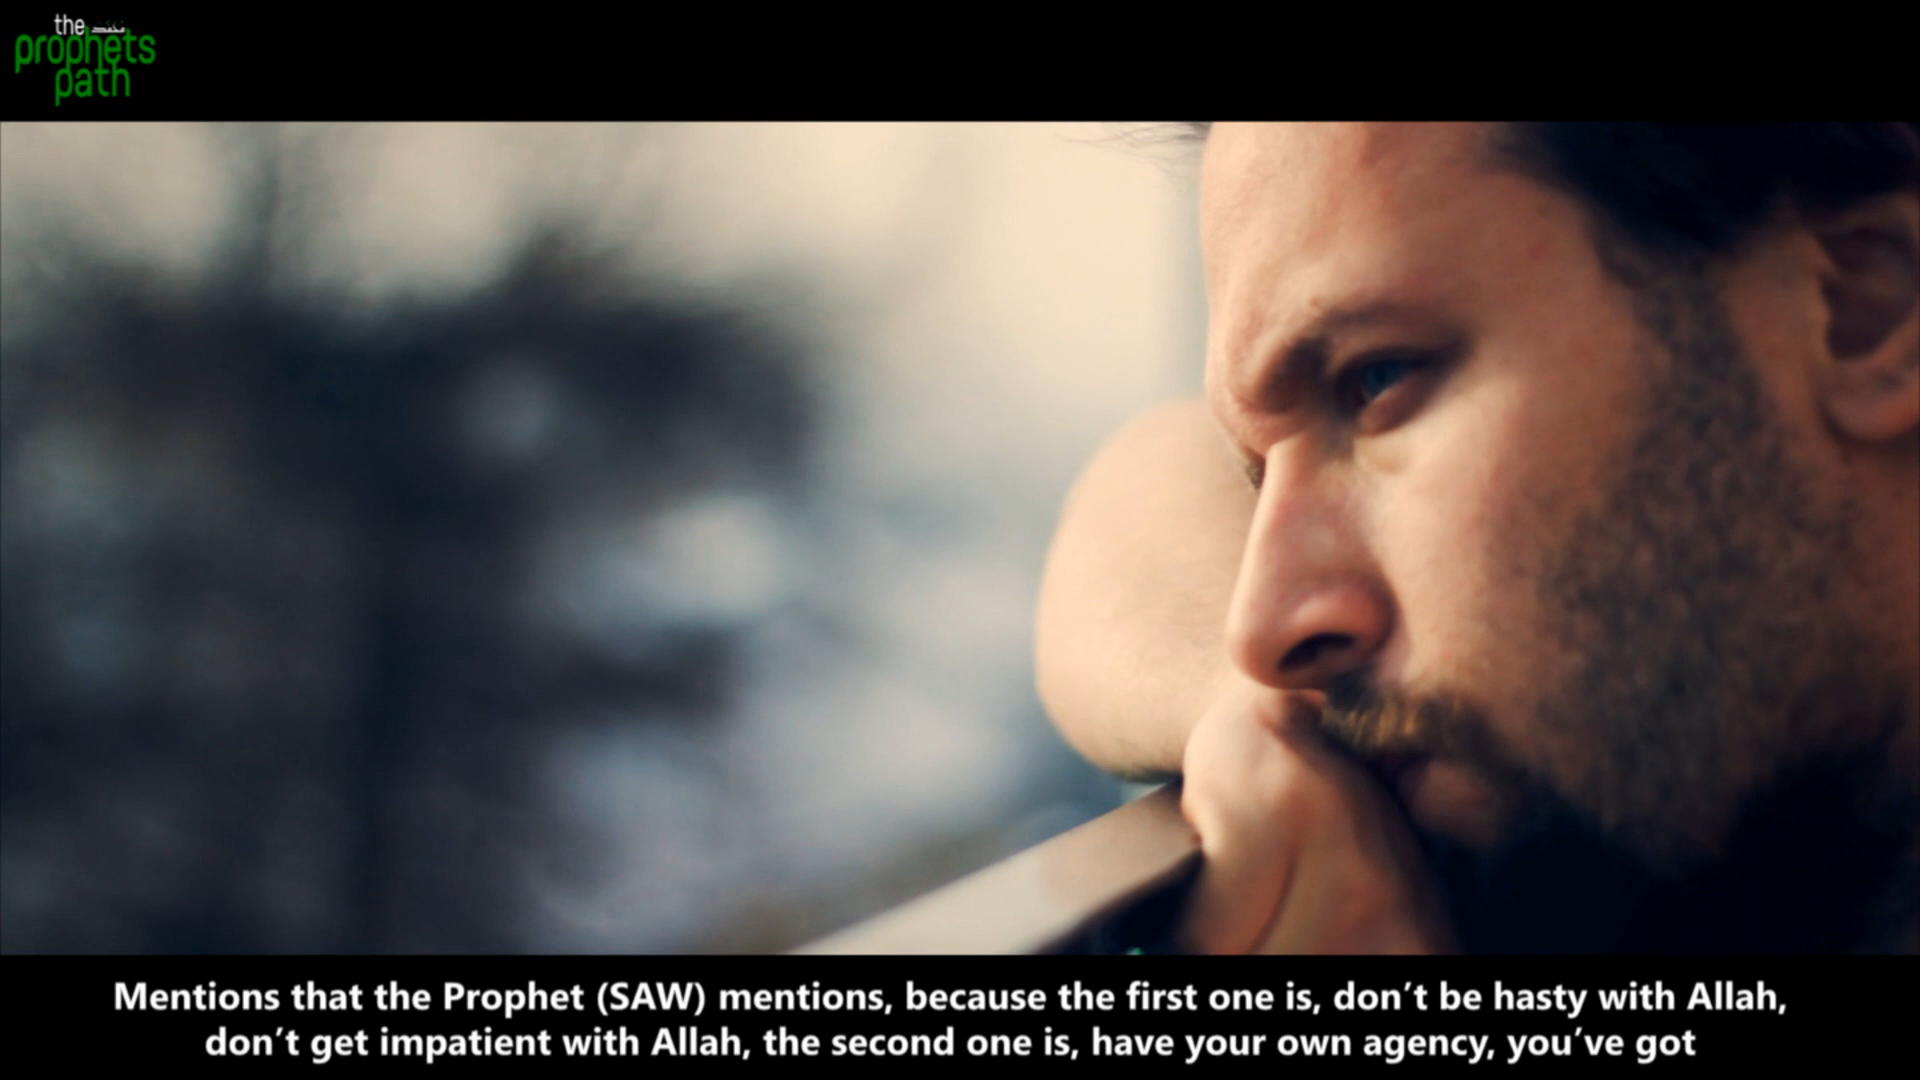 the محمد
prophets
path
Mentions that the Prophet (SAW) mentions, because the first one is, don’t be hasty with Allah,
don’t get impatient with Allah, the second one is, have your own agency, you’ve got